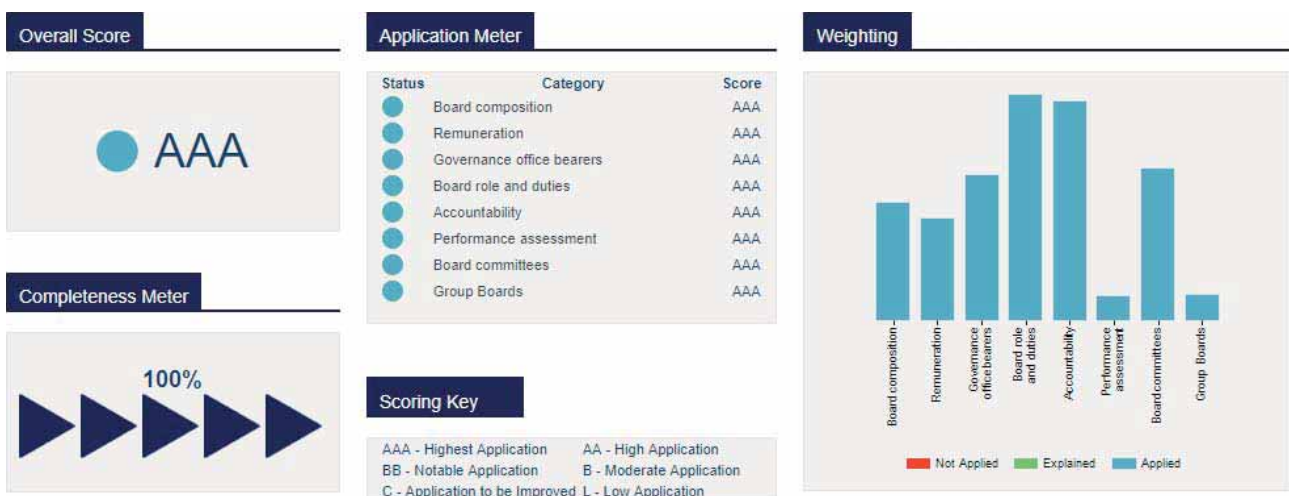 Overall Score
AAA
Completeness Meter
100%
Application Meter
Status Category Score
Board composition AAA
Remuneration AAA
Governance office bearers AAA
Board role and duties AAA
Accountability AAA
Performance assessment AAA
Board committees AAA
Group Boards AAA
Scoring Key
AAA - Highest Application AA - High Application
BB - Notable Application B - Moderate Application
C - Application to be Improved L - Low Application
Weighting
Board composition
Remuneration
Governance
office bearers
Board role
and duties
Accountability
Performance
assessment
Board committees
Group Boards
Not Applied Explained Applied